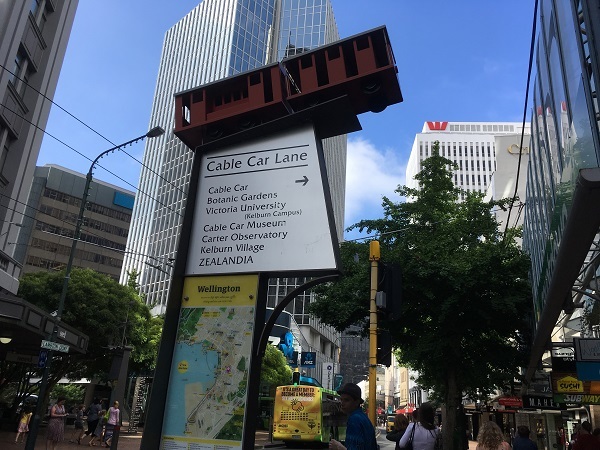 Cable Car Lane
Cable Car
Botanic Gardens
Victoria University
(Kelburn Campus)
Cable Car Museum
Carter Observatory
Kelburn Village
ZEALANDIA
Wellington
SUSHI
SUBWAY